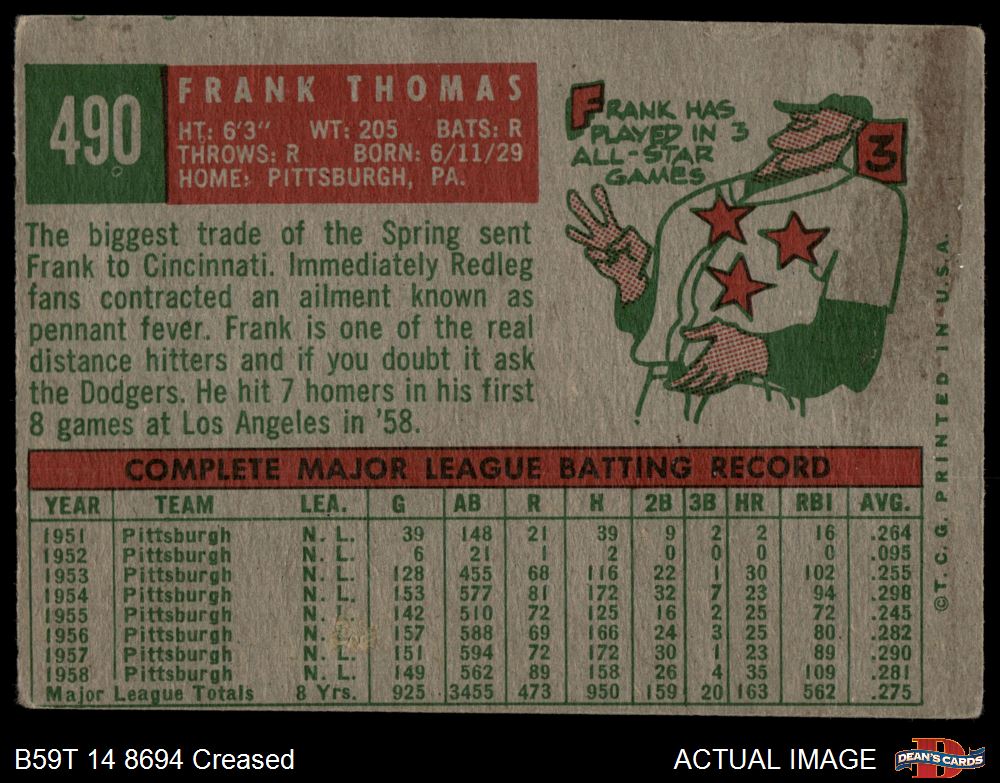 490
FRANK THOMAS
HT: 6'3" WT: 205 BATS: R
THROWS: R BORN: 6/11/29
HOME: PITTSBURGH, PA.
The biggest trade of the Spring sent
Frank to Cincinnati. Immediately Redleg
fans contracted an ailment known as
pennant fever. Frank is one of the real
distance hitters and if you doubt it ask
the Dodgers. He hit 7 homers in his first
8 games at Los Angeles in '58.
FRANK HAS
PLAYED IN 3
ALL-STAR
GAMES
3
COMPLETE MAJOR LEAGUE BATTING RECORD
YEAR TEAM LEA. G AB R H 2B 3B HR RBI AVG.
1951 Pittsburgh N. L. 39 148 21 39 9 2 2 16 .264
1952 Pittsburgh N. L. 6 21 1 2 0 0 0 0 .095
1953 Pittsburgh N. L. 128 455 68 116 22 1 30 102 .255
1954 Pittsburgh N. L. 153 577 81 172 32 7 23 94 .298
1955 Pittsburgh N. L. 142 510 72 125 16 2 25 72 .245
1956 Pittsburgh N. 157 588 69 166 24 3 25 80 .282
1957 Pittsburgh N. L. 151 594 72 172 30 1 23 89 .290
1958 Pittsburgh N. L. 149 562 89 158 26 4 35 109 .281
Major League Totals 8 Yrs. 925 3455 473 950 159 20 163 562 .275
©T. C. G. PRINTED IN U.S.A.
B59T 14 8694 Creased
ACTUAL IMAGE
D
DEAN'S CARDS